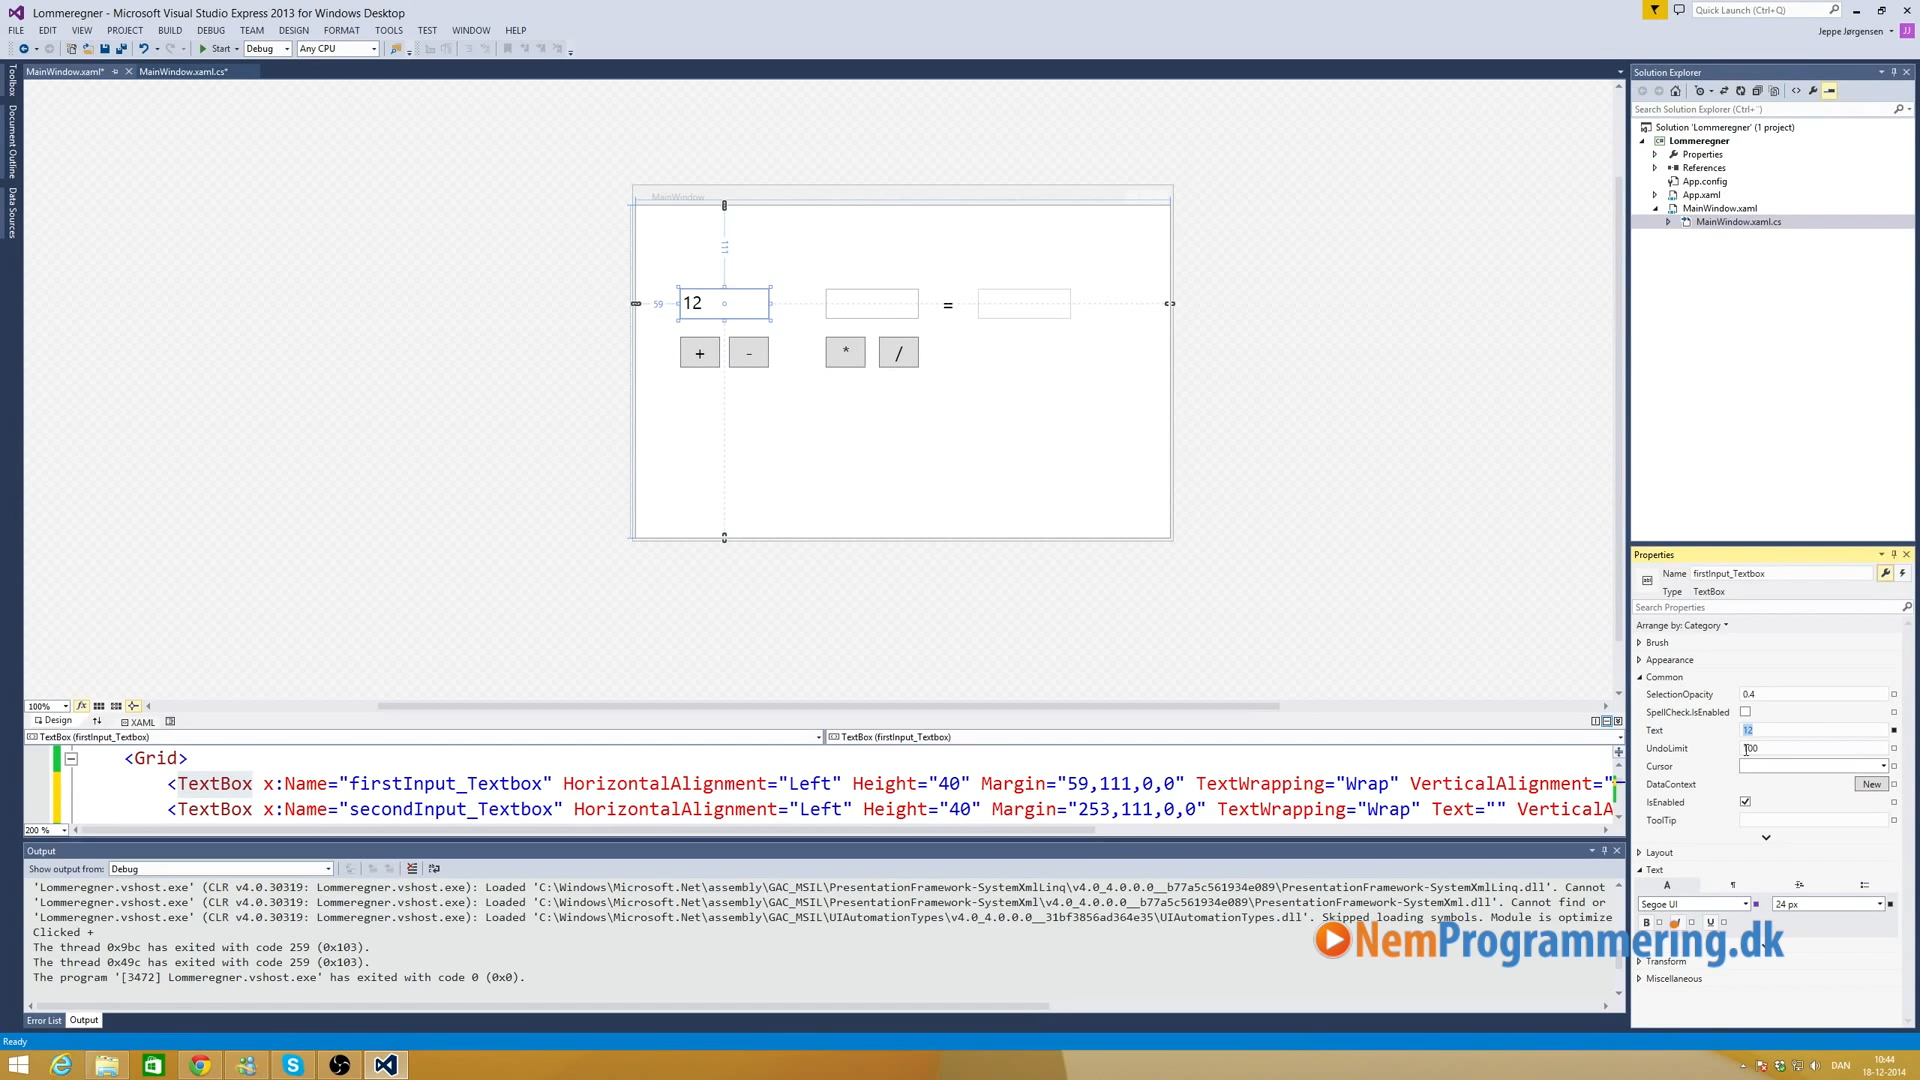 Lommeregner - Microsoft Visual Studio Express 2013 for Windows Desktop
Quick Launch (Ctrl+Q)
FILE EDIT VIEW PROJECT BUILD DEBUG TEAM FORMAT DESIGN TOOLS TEST WINDOW HELP
Jeppe Jørgensen JJ
Start Debug Any CPU
MainWindow.xaml* MainWindow.xaml.cs*
Toolbox
Document Outline
Data Sources
MainWindow
111
59
12
=
+ - * /
Solution Explorer
Search Solution Explorer (Ctrl+¨)
Solution 'Lommeregner' (1 project)
Lommeregner
Properties
References
App.config
App.xaml
MainWindow.xaml
MainWindow.xaml.cs
Properties
Name firstInput_Textbox
Type TextBox
Search Properties
Arrange by: Category
Brush
Appearance
Common
SelectionOpacity 0.4
SpellCheck.IsEnabled
Text 12
UndoLimit 100
Cursor
DataContext New
IsEnabled
ToolTip
Layout
Text
A
Segoe UI 24 px
B U
Transform
Miscellaneous
100% fx
Design XAML
TextBox (firstInput_Textbox) TextBox (firstInput_Textbox)
<Grid>
<TextBox x:Name="firstInput_Textbox" HorizontalAlignment="Left" Height="40" Margin="59,111,0,0" TextWrapping="Wrap" VerticalAlignment="
<TextBox x:Name="secondInput_Textbox" HorizontalAlignment="Left" Height="40" Margin="253,111,0,0" TextWrapping="Wrap" Text="" VerticalA
200 %
Output
Show output from: Debug
'Lommeregner.vshost.exe' (CLR v4.0.30319: Lommeregner.vshost.exe): Loaded 'C:\Windows\Microsoft.Net\assembly\GAC_MSIL\PresentationFramework-SystemXmlLinq\v4.0_4.0.0.0__b77a5c561934e089\PresentationFramework-SystemXmlLinq.dll'. Cannot
'Lommeregner.vshost.exe' (CLR v4.0.30319: Lommeregner.vshost.exe): Loaded 'C:\Windows\Microsoft.Net\assembly\GAC_MSIL\PresentationFramework-SystemXml\v4.0_4.0.0.0__b77a5c561934e089\PresentationFramework-SystemXml.dll'. Cannot find or
'Lommeregner.vshost.exe' (CLR v4.0.30319: Lommeregner.vshost.exe): Loaded 'C:\Windows\Microsoft.Net\assembly\GAC_MSIL\UIAutomationTypes\v4.0_4.0.0.0__31bf3856ad364e35\UIAutomationTypes.dll'. Skipped loading symbols. Module is optimize
Clicked +
The thread 0x9bc has exited with code 259 (0x103).
The thread 0x49c has exited with code 259 (0x103).
The program '[3472] Lommeregner.vshost.exe' has exited with code 0 (0x0).
NemProgrammering.dk
Error List Output
Ready
DAN
10:44
18-12-2014